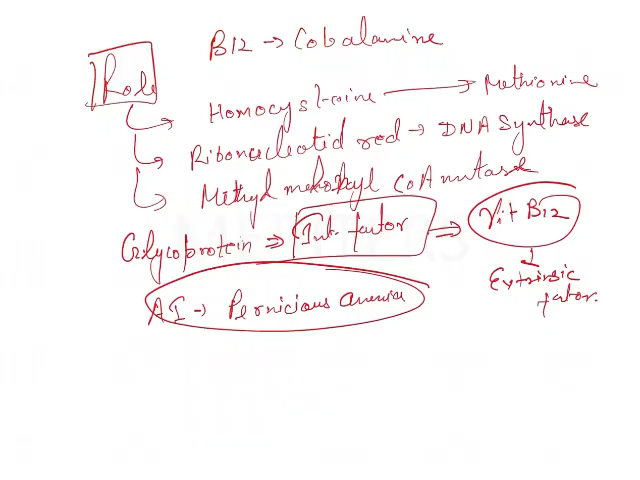 B12 → Cobalamine
Role
Homocysteine → Methionine
Ribonucleotid red → DNA Synthase
Methyl CoA mutase
Glycoprotein ⇒ Int. factor ⇒ Vit B12
Extrinsic
factor.
AI → Pernicious anemia